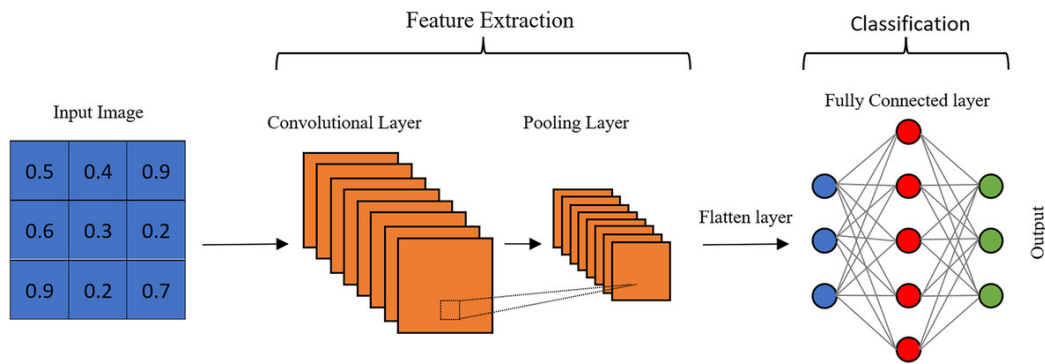 Feature Extraction
Classification
Input Image
Convolutional Layer
Pooling Layer
Fully Connected layer
0.5 0.4 0.9
0.6 0.3 0.2
0.9 0.2 0.7
Flatten layer
Output